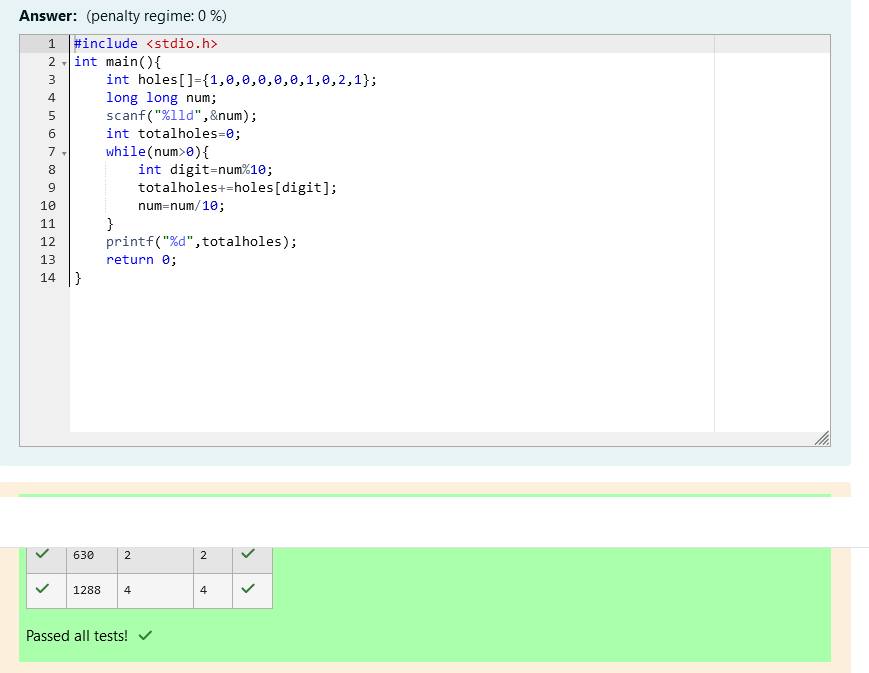 Answer: (penalty regime: 0 %)
1 #include <stdio.h>
2 int main(){
3 int holes[]={1,0,0,0,0,0,1,0,2,1};
4 long long num;
5 scanf("%lld",&num);
6 int totalholes=0;
7 while(num>0){
8 int digit=num%10;
9 totalholes+=holes[digit];
10 num=num/10;
11 }
12 printf("%d",totalholes);
13 return 0;
14 }
630 2 2
1288 4 4
Passed all tests!